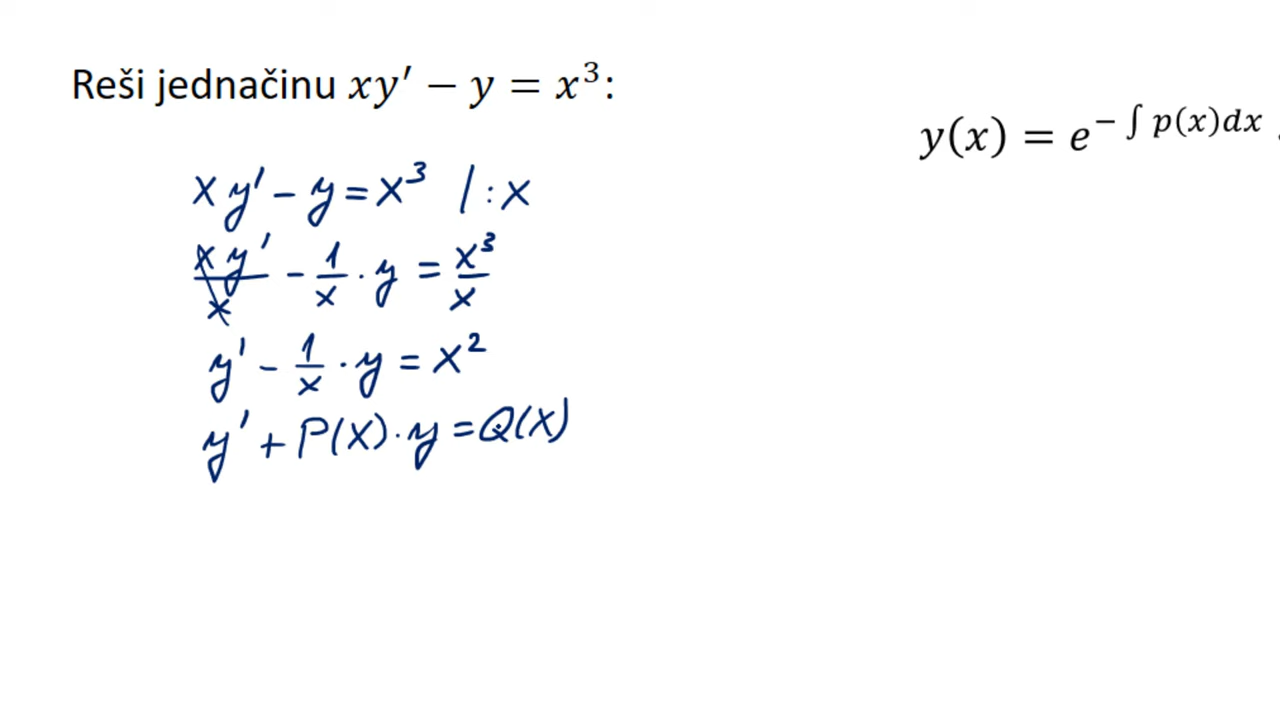 Reši jednačinu xy′ − y = x³:
y(x) = e^{− ∫ p(x)dx}
xy' - y = x³ /:x
xy'/x - 1/x · y = x³/x
y' - 1/x · y = x²
y' + P(x)·y = Q(x)